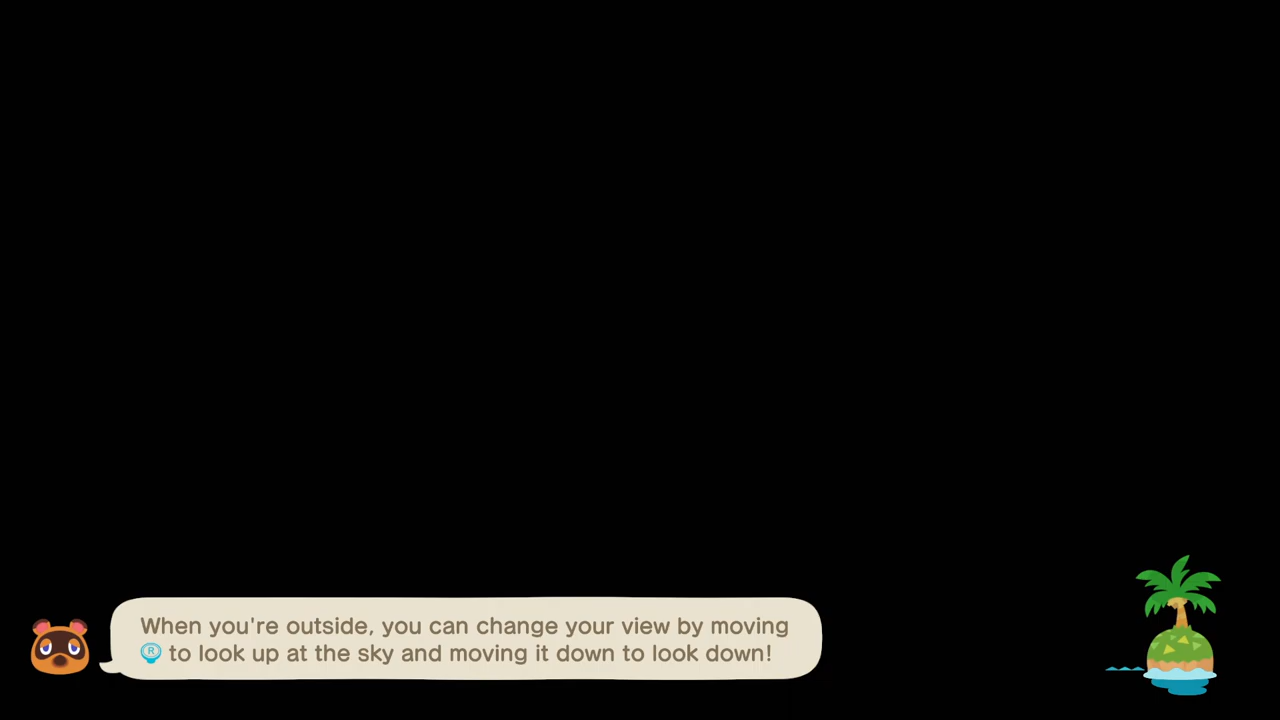 When you're outside, you can change your view by moving
Ⓡ to look up at the sky and moving it down to look down!